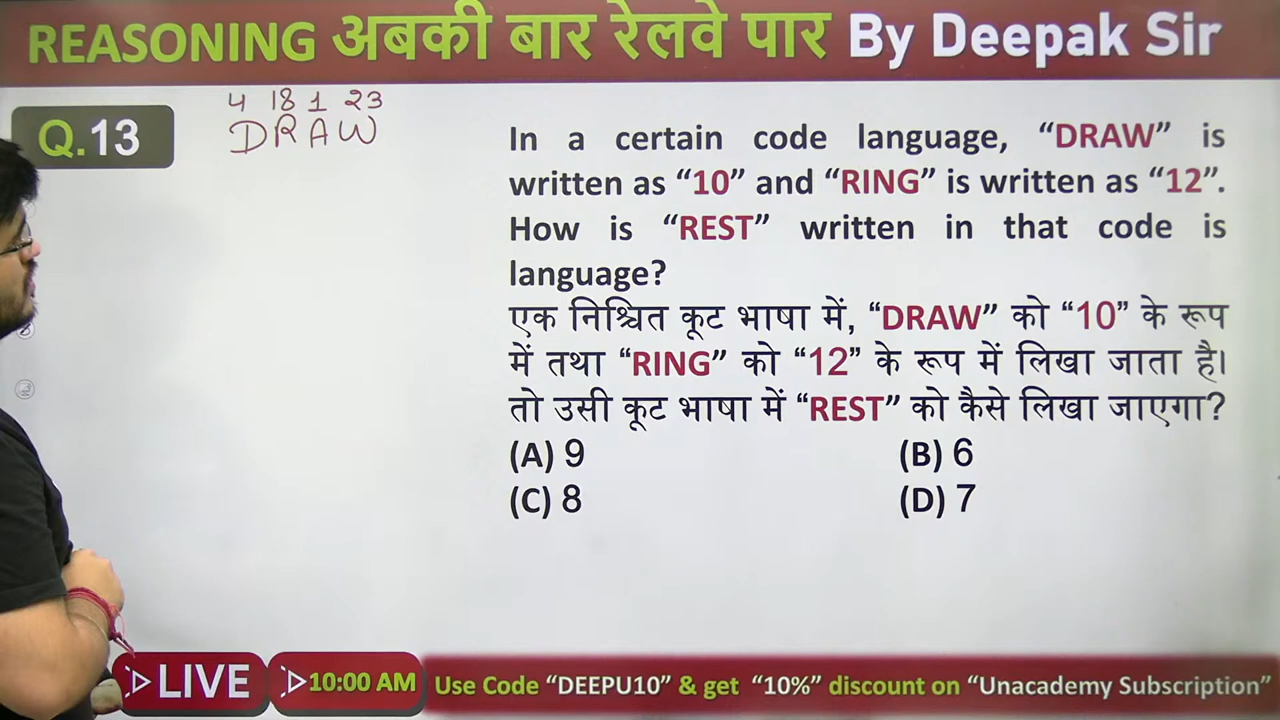 REASONING अबकी बार रेलवे पार By Deepak Sir
4 18 1 23
DRAW
Q.13
In a certain code language, “DRAW” is
written as “10” and “RING” is written as “12”.
How is “REST” written in that code is
language?
एक निश्चित कूट भाषा में, “DRAW” को “10” के रूप
में तथा “RING” को “12” के रूप में लिखा जाता है।
तो उसी कूट भाषा में “REST” को कैसे लिखा जाएगा?
(A) 9 (B) 6
(C) 8 (D) 7
LIVE 10:00 AM Use Code “DEEPU10” & get “10%” discount on “Unacademy Subscription”